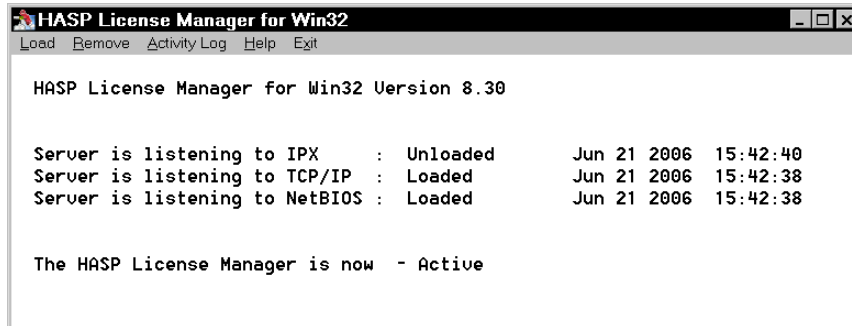 HASP License Manager for Win32
Load Remove Activity Log Help Exit
HASP License Manager for Win32 Version 8.30
Server is listening to IPX : Unloaded Jun 21 2006 15:42:40
Server is listening to TCP/IP : Loaded Jun 21 2006 15:42:38
Server is listening to NetBIOS : Loaded Jun 21 2006 15:42:38
The HASP License Manager is now - Active